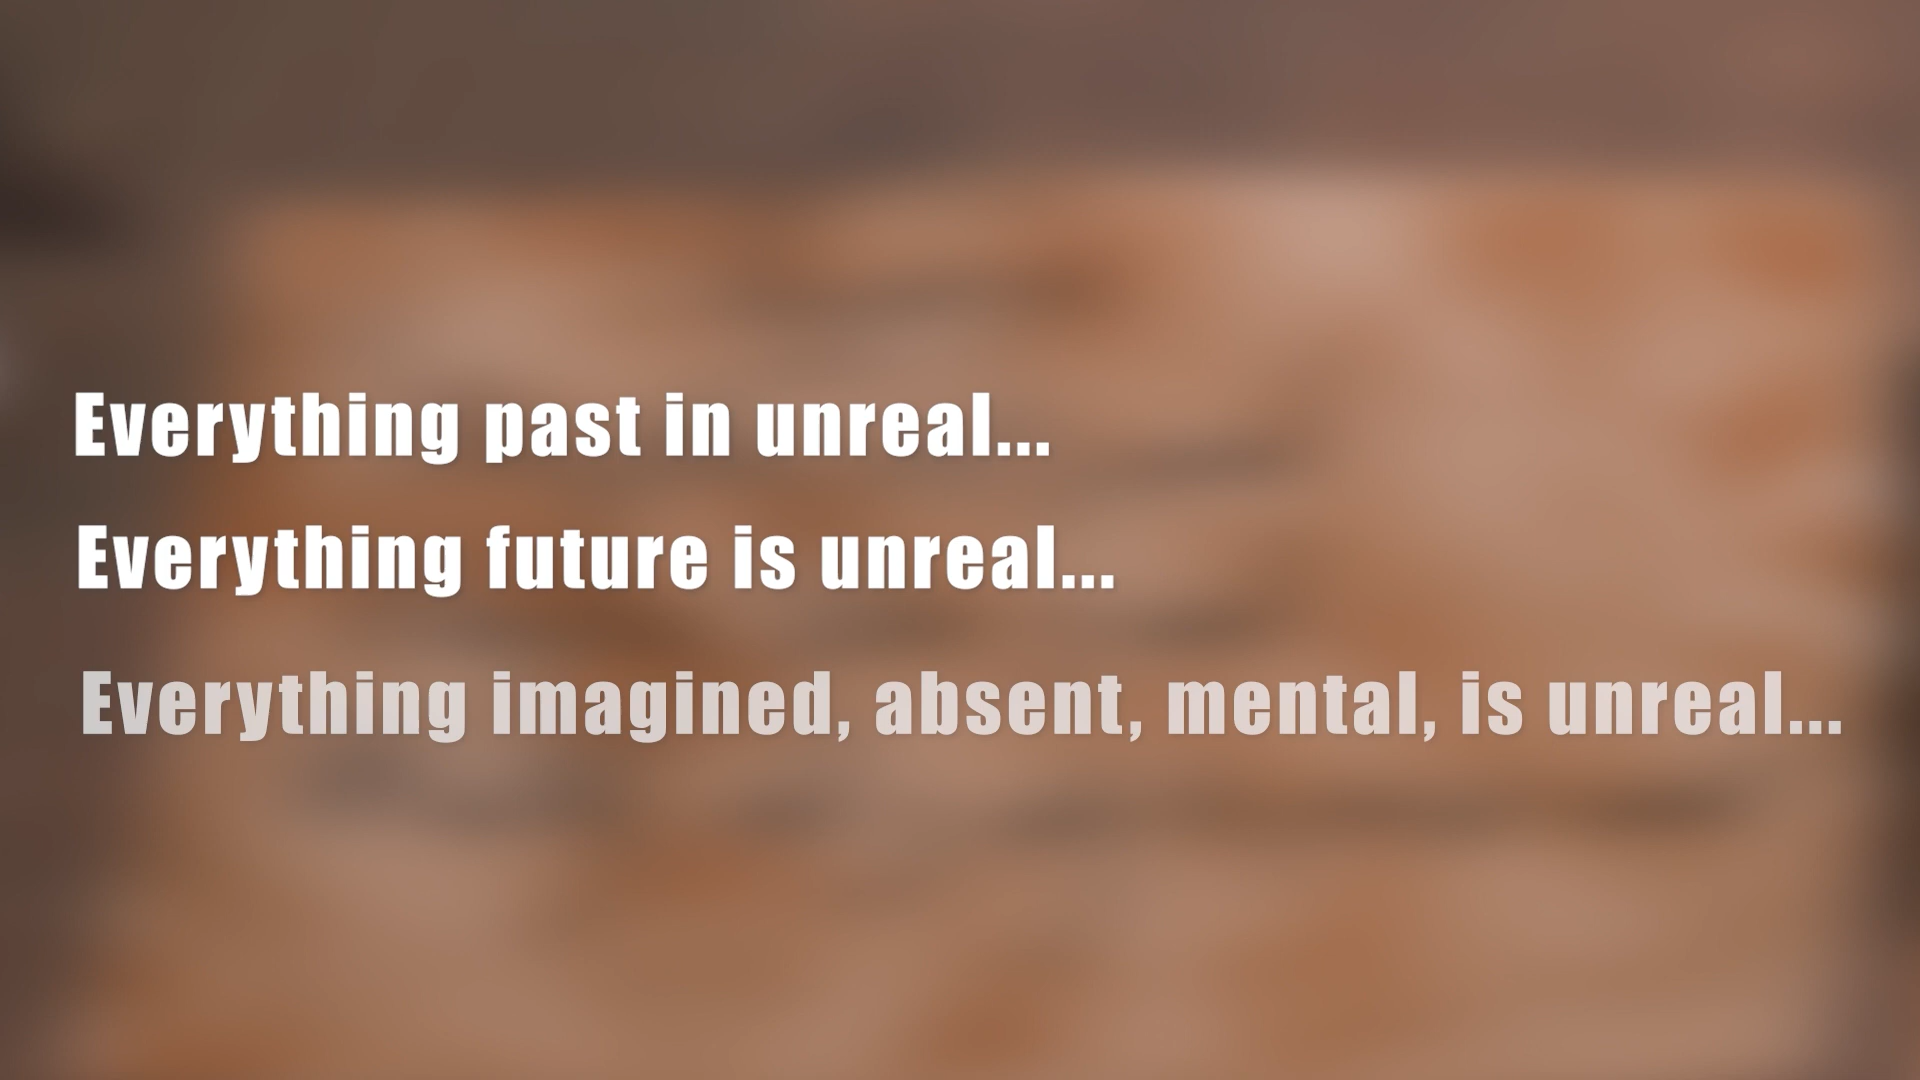 Everything past in unreal...
Everything future is unreal...
Everything imagined, absent, mental, is unreal...